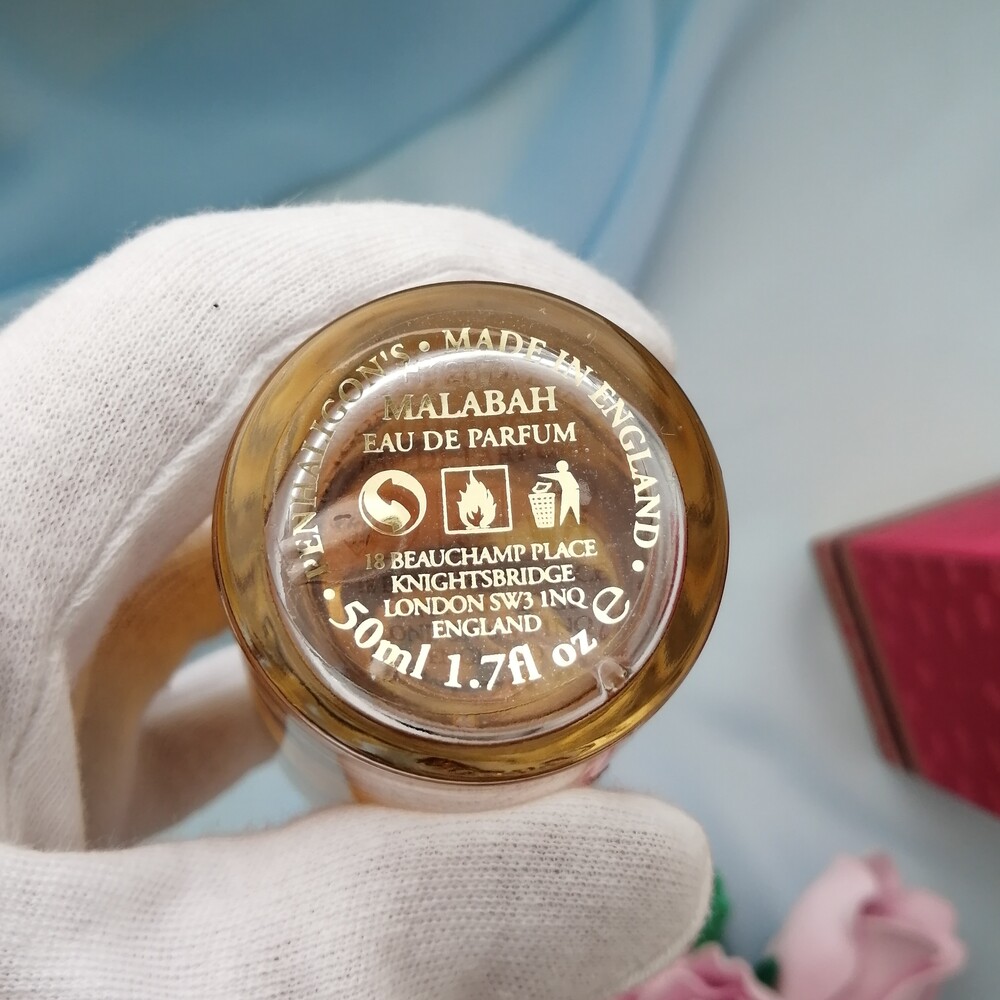 PENHALIGON'S • MADE IN ENGLAND •
MALABAH
EAU DE PARFUM
18 BEAUCHAMP PLACE
KNIGHTSBRIDGE
LONDON SW3 1NQ
ENGLAND
• 50ml 1.7fl oz e